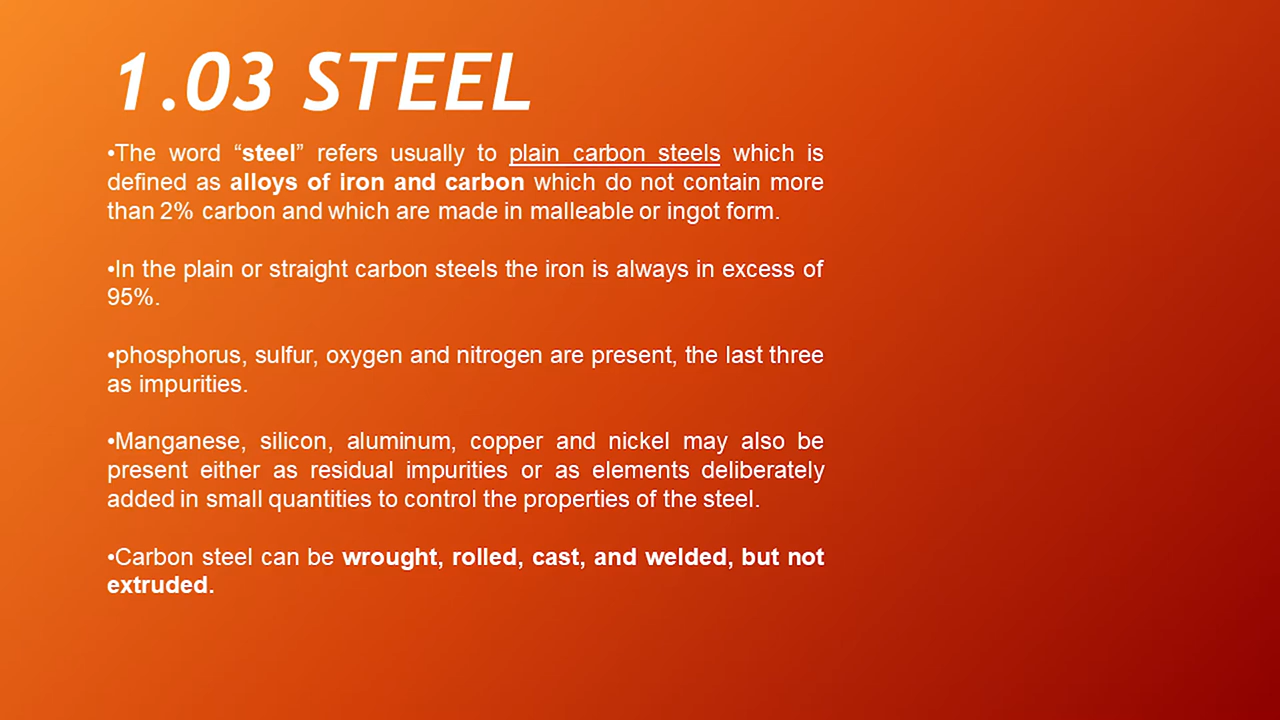 1.03 STEEL
•The word “steel” refers usually to plain carbon steels which is
defined as alloys of iron and carbon which do not contain more
than 2% carbon and which are made in malleable or ingot form.
•In the plain or straight carbon steels the iron is always in excess of
95%.
•phosphorus, sulfur, oxygen and nitrogen are present, the last three
as impurities.
•Manganese, silicon, aluminum, copper and nickel may also be
present either as residual impurities or as elements deliberately
added in small quantities to control the properties of the steel.
•Carbon steel can be wrought, rolled, cast, and welded, but not
extruded.